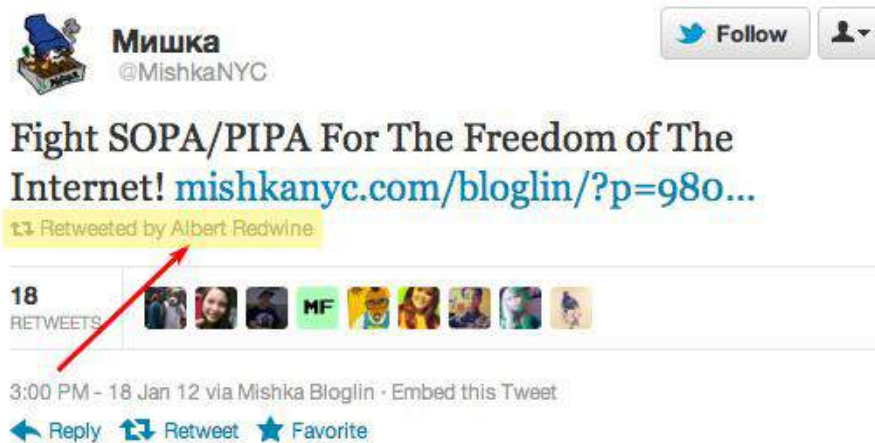 Мишка
@MishkaNYC
Follow
Fight SOPA/PIPA For The Freedom of The
Internet! mishkanyc.com/bloglin/?p=980...
Retweeted by Albert Redwine
18
RETWEETS
MF
3:00 PM - 18 Jan 12 via Mishka Bloglin · Embed this Tweet
Reply Retweet Favorite